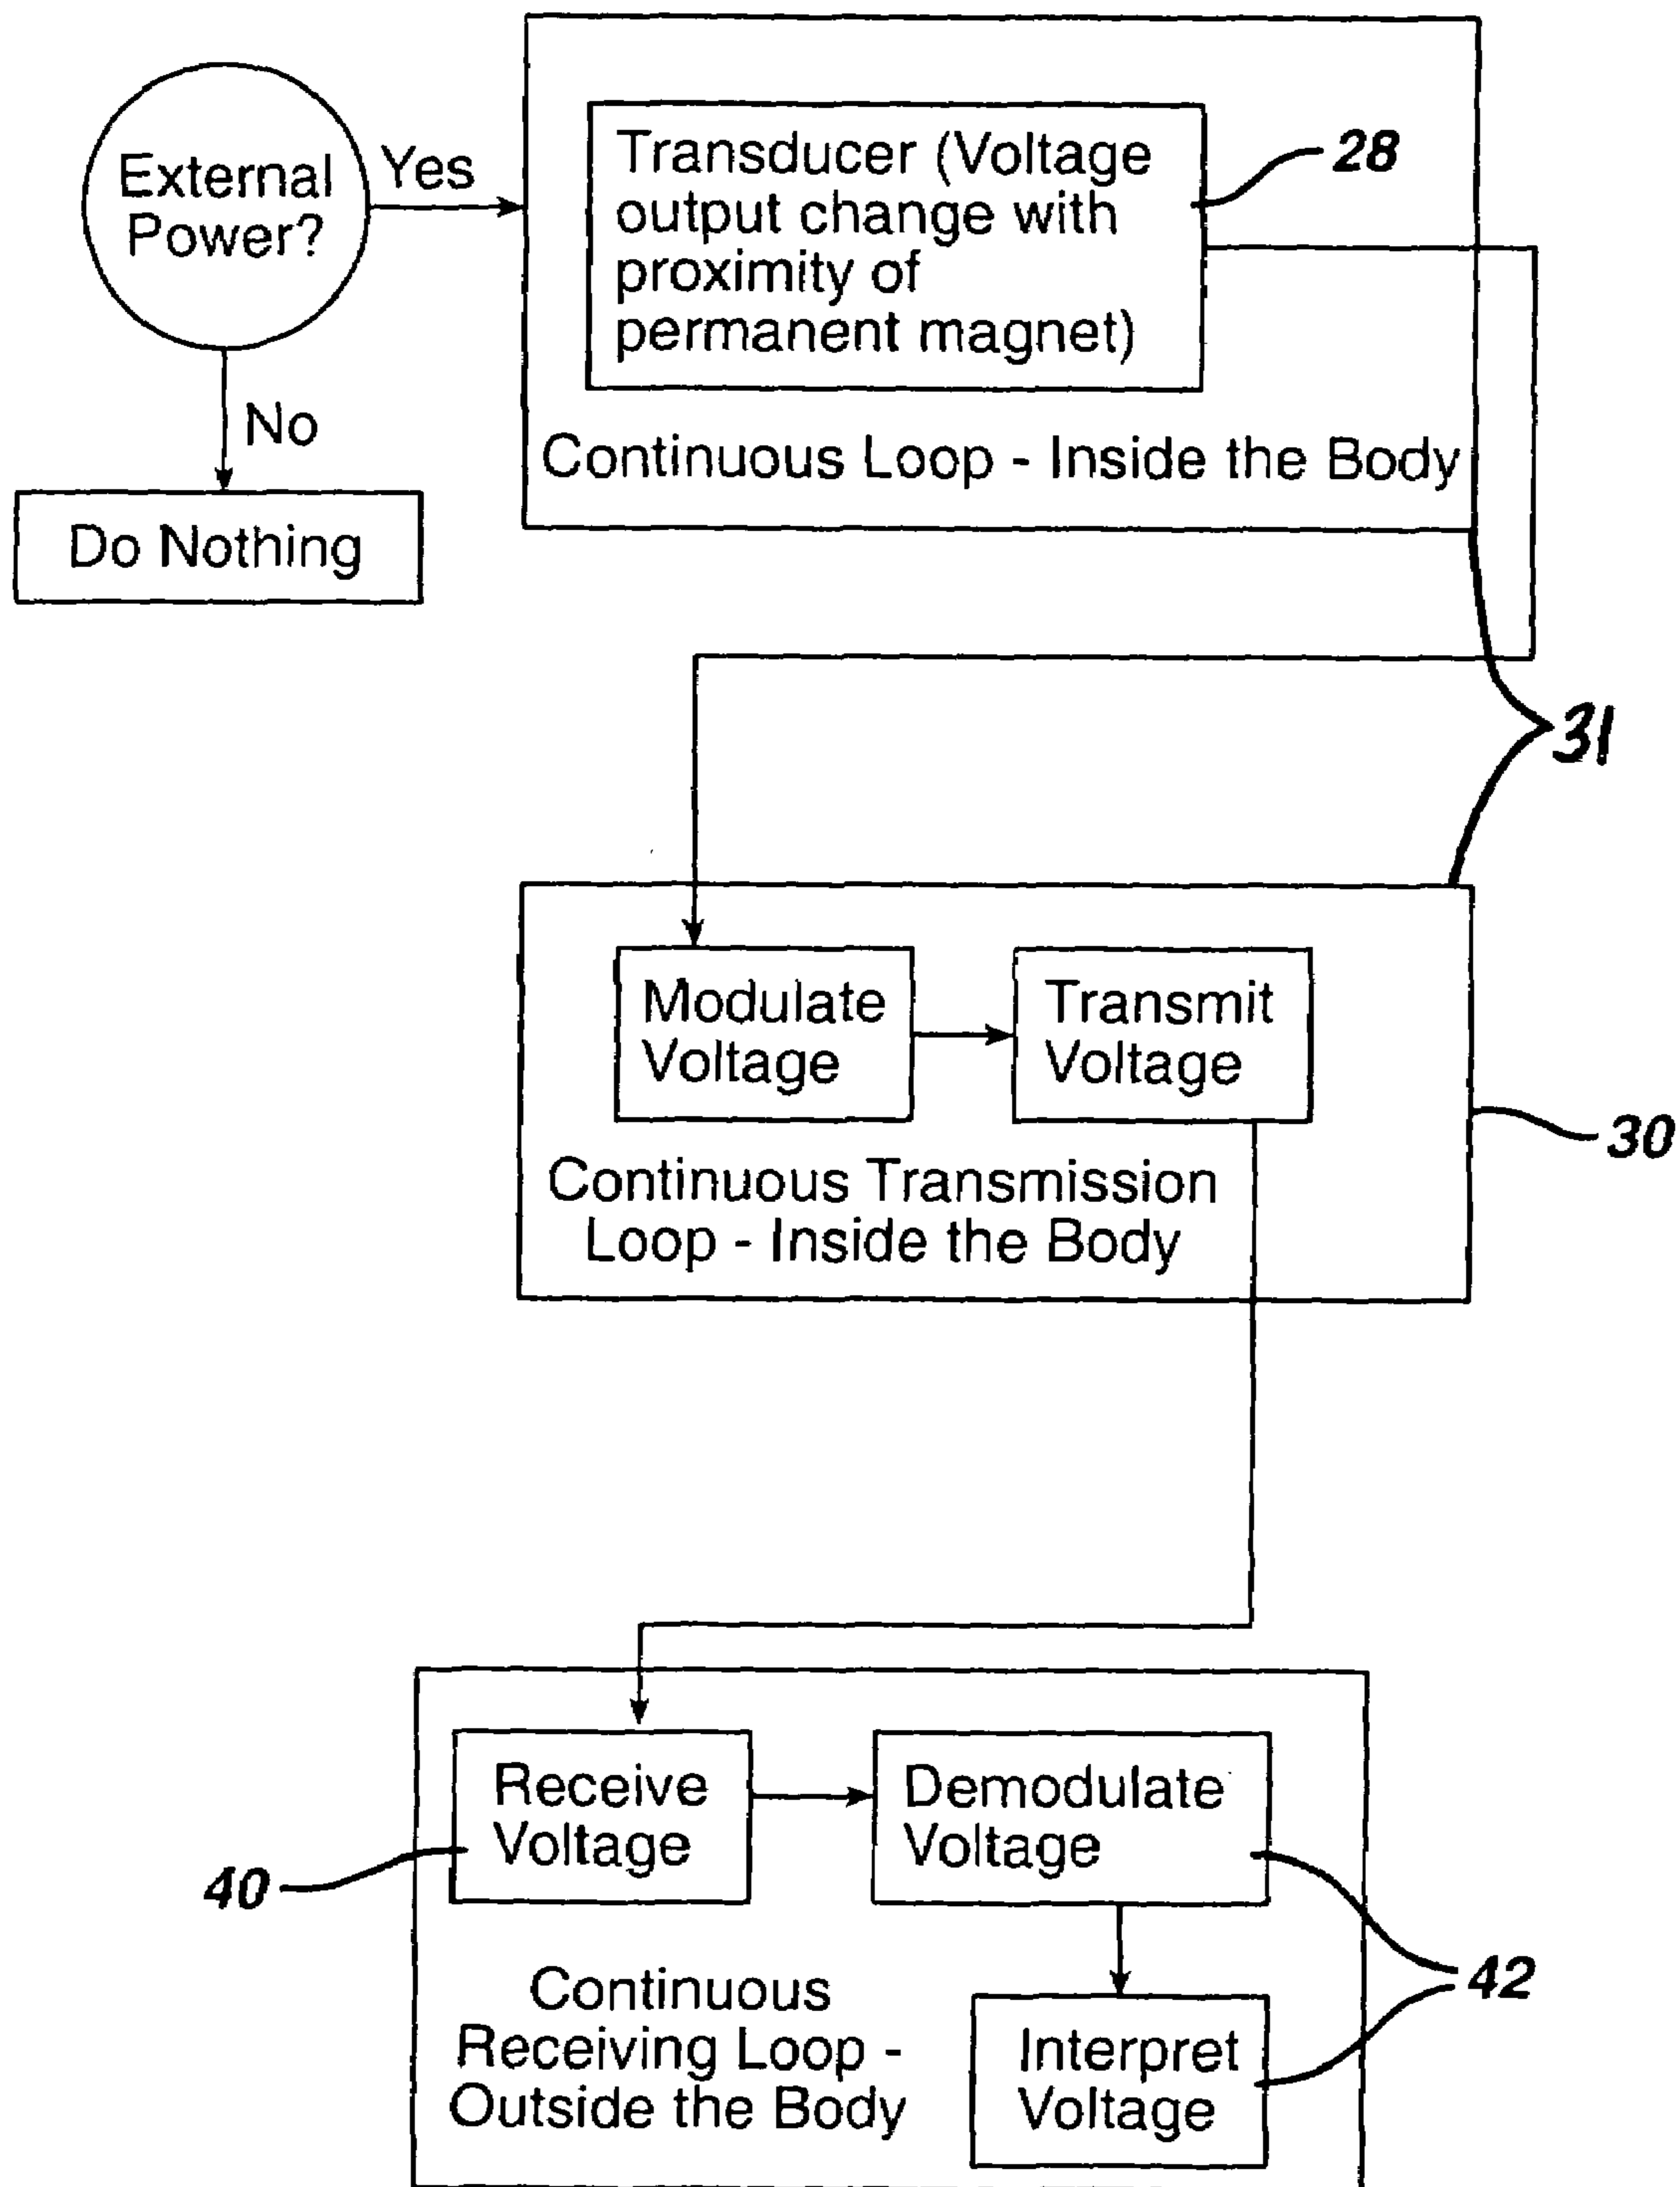 External
Power?
Yes
No
Do Nothing
Transducer (Voltage
output change with
proximity of
permanent magnet)
28
Continuous Loop - Inside the Body
31
Modulate
Voltage
Transmit
Voltage
30
Continuous Transmission
Loop - Inside the Body
Receive
Voltage
Demodulate
Voltage
40
42
Continuous
Receiving Loop -
Outside the Body
Interpret
Voltage